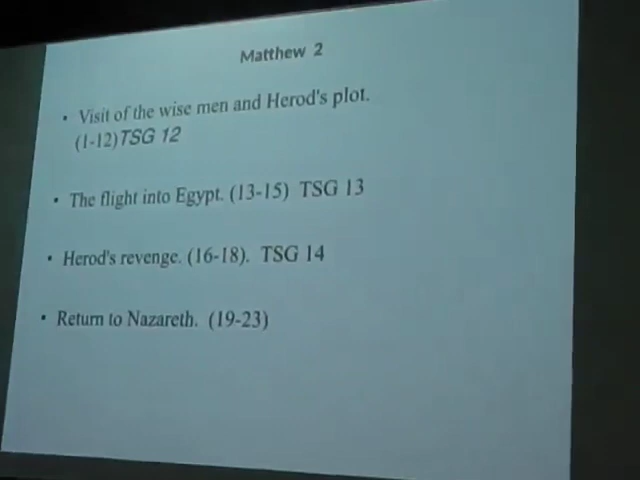 Matthew 2
• Visit of the wise men and Herod's plot.
(1-12)TSG 12
• The flight into Egypt. (13-15) TSG 13
• Herod's revenge. (16-18). TSG 14
• Return to Nazareth. (19-23)